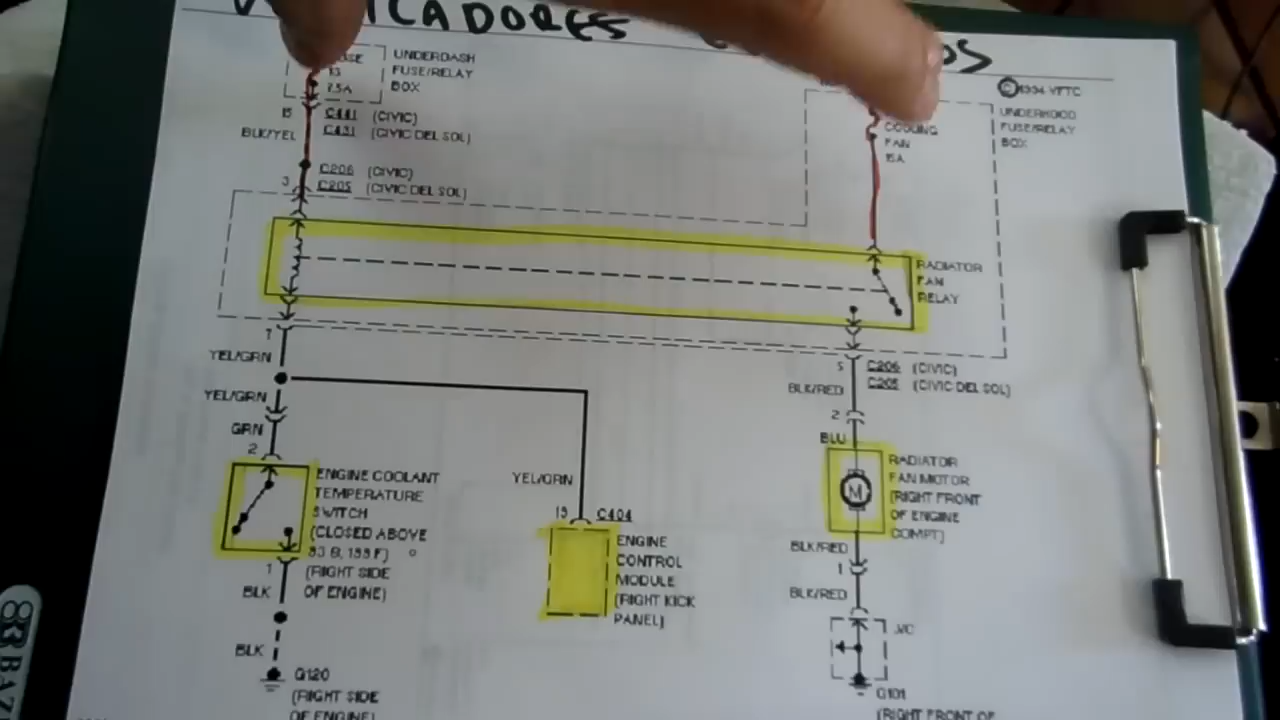 UNDERDASH
FUSE/RELAY
BOX
7.5A
15
C441 (CIVIC)
C431 (CIVIC DEL SOL)
BLK/YEL
C206 (CIVIC)
3
C205 (CIVIC DEL SOL)
1994 VFTC
UNDERHOOD
FUSE/RELAY
BOX
COOLING
FAN
15A
RADIATOR
FAN
RELAY
YEL/GRN
YEL/GRN
GRN
2
ENGINE COOLANT
TEMPERATURE
SWITCH
(CLOSED ABOVE
(RIGHT SIDE
OF ENGINE)
1
BLK
BLK
G120
(RIGHT SIDE
OF ENGINE)
YEL/GRN
C404
ENGINE
CONTROL
MODULE
(RIGHT KICK
PANEL)
5
C206 (CIVIC)
C205 (CIVIC DEL SOL)
BLK/RED
2
BLU
M
RADIATOR
FAN MOTOR
(RIGHT FRONT
OF ENGINE
COMPT)
BLK/RED
1
BLK/RED
J/C
G101
(RIGHT FRONT OF